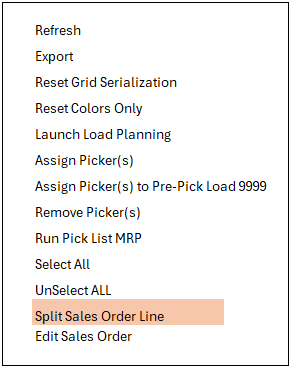 Refresh
Export
Reset Grid Serialization
Reset Colors Only
Launch Load Planning
Assign Picker(s)
Assign Picker(s) to Pre-Pick Load 9999
Remove Picker(s)
Run Pick List MRP
Select All
UnSelect ALL
Split Sales Order Line
Edit Sales Order